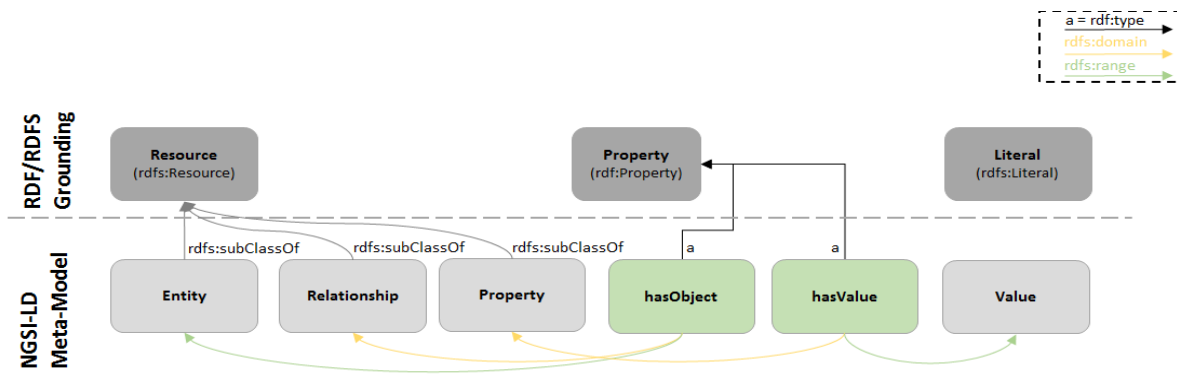 a = rdf:type
rdfs:domain
rdfs:range
RDF/RDFS
Grounding
Resource
(rdfs:Resource)
Property
(rdf:Property)
Literal
(rdfs:Literal)
rdfs:subClassOf
rdfs:subClassOf
rdfs:subClassOf
a
a
NGSI-LD
Meta-Model
Entity
Relationship
Property
hasObject
hasValue
Value